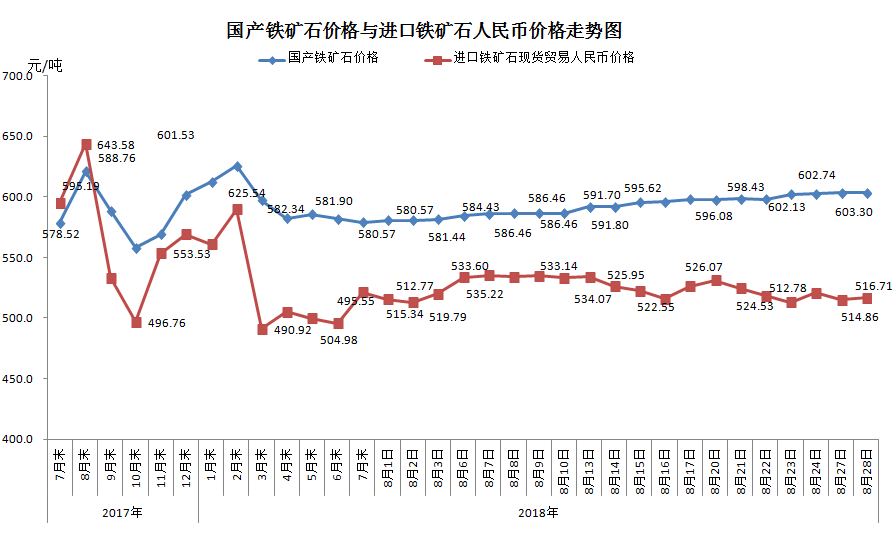 国产铁矿石价格与进口铁矿石人民币价格走势图
国产铁矿石价格 进口铁矿石现货贸易人民币价格
元/吨
700.0
650.0
600.0
550.0
500.0
450.0
400.0
643.58
588.76
601.53
595.19
578.52
496.76
553.53
625.54
582.34
490.92
581.90
504.98
495.55
580.57
515.34
580.57
512.77
581.44
519.79
533.60
584.43
535.22
586.46
586.46
533.14
586.46
534.07
591.70
591.80
525.95
595.62
522.55
526.07
596.08
598.43
524.53
602.13
512.78
602.74
603.30
514.86
516.71
7月末
8月末
9月末
10月末
11月末
12月末
1月末
2月末
3月末
4月末
5月末
6月末
7月末
8月1日
8月2日
8月3日
8月6日
8月7日
8月8日
8月9日
8月10日
8月13日
8月14日
8月15日
8月16日
8月17日
8月20日
8月21日
8月22日
8月23日
8月24日
8月27日
8月28日
2017年
2018年